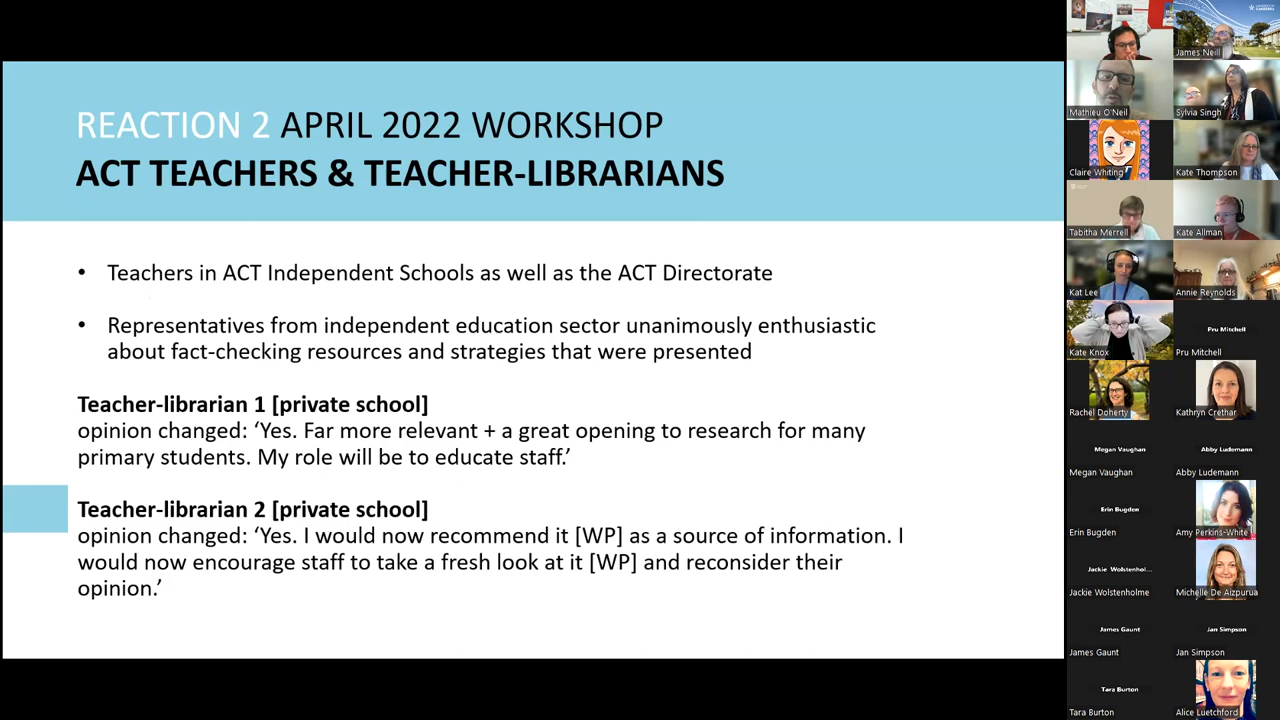 REACTION 2 APRIL 2022 WORKSHOP
ACT TEACHERS & TEACHER-LIBRARIANS
• Teachers in ACT Independent Schools as well as the ACT Directorate
• Representatives from independent education sector unanimously enthusiastic
about fact-checking resources and strategies that were presented
Teacher-librarian 1 [private school]
opinion changed: ‘Yes. Far more relevant + a great opening to research for many
primary students. My role will be to educate staff.’
Teacher-librarian 2 [private school]
opinion changed: ‘Yes. I would now recommend it [WP] as a source of information. I
would now encourage staff to take a fresh look at it [WP] and reconsider their
opinion.’
James Neill
Mathieu O'Neil
Sylvia Singh
Claire Whiting
Kate Thompson
Tabitha Merrell
Kate Allman
Kat Lee
Annie Reynolds
Kate Knox
Pru Mitchell
Pru Mitchell
Rachel Doherty
Kathryn Crethar
Megan Vaughan
Megan Vaughan
Abby Ludemann
Abby Ludemann
Erin Bugden
Erin Bugden
Amy Perkins-White
Jackie Wolstenhol...
Jackie Wolstenholme
Michelle De Aizpurua
James Gaunt
James Gaunt
Jan Simpson
Jan Simpson
Tara Burton
Tara Burton
Alice Luetchford